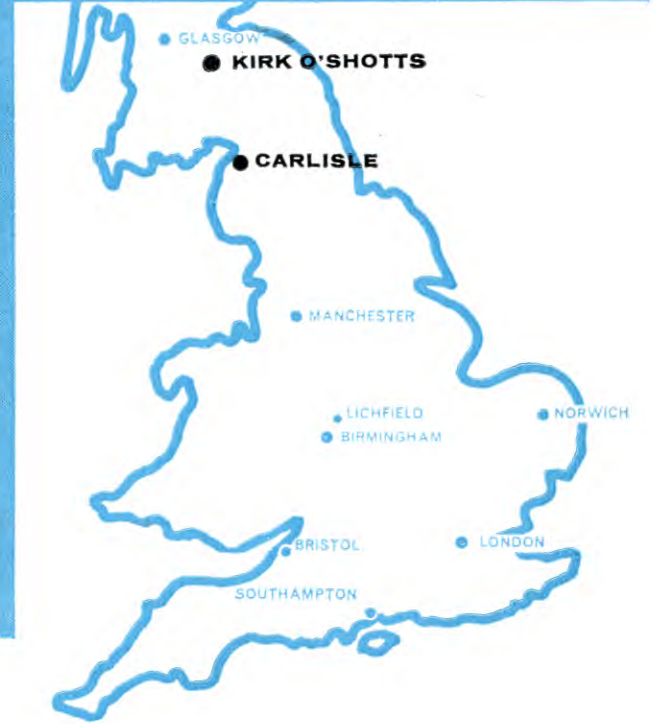 GLASGOW
KIRK O'SHOTTS
CARLISLE
MANCHESTER
LICHFIELD
NORWICH
BIRMINGHAM
BRISTOL
LONDON
SOUTHAMPTON